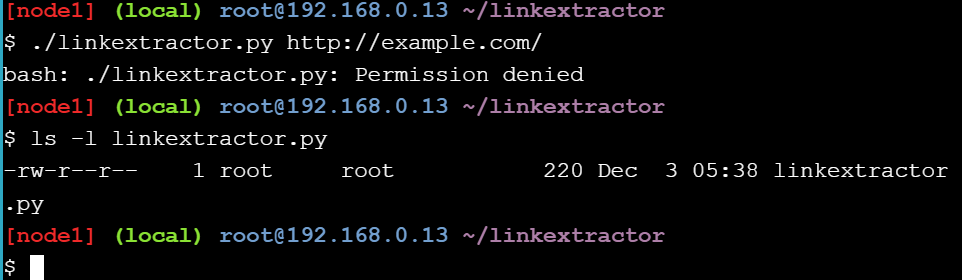 [node1] (local) root@192.168.0.13 ~/linkextractor
$ ./linkextractor.py http://example.com/
bash: ./linkextractor.py: Permission denied
[node1] (local) root@192.168.0.13 ~/linkextractor
$ ls -l linkextractor.py
-rw-r--r--    1 root     root           220 Dec  3 05:38 linkextractor
.py
[node1] (local) root@192.168.0.13 ~/linkextractor
$